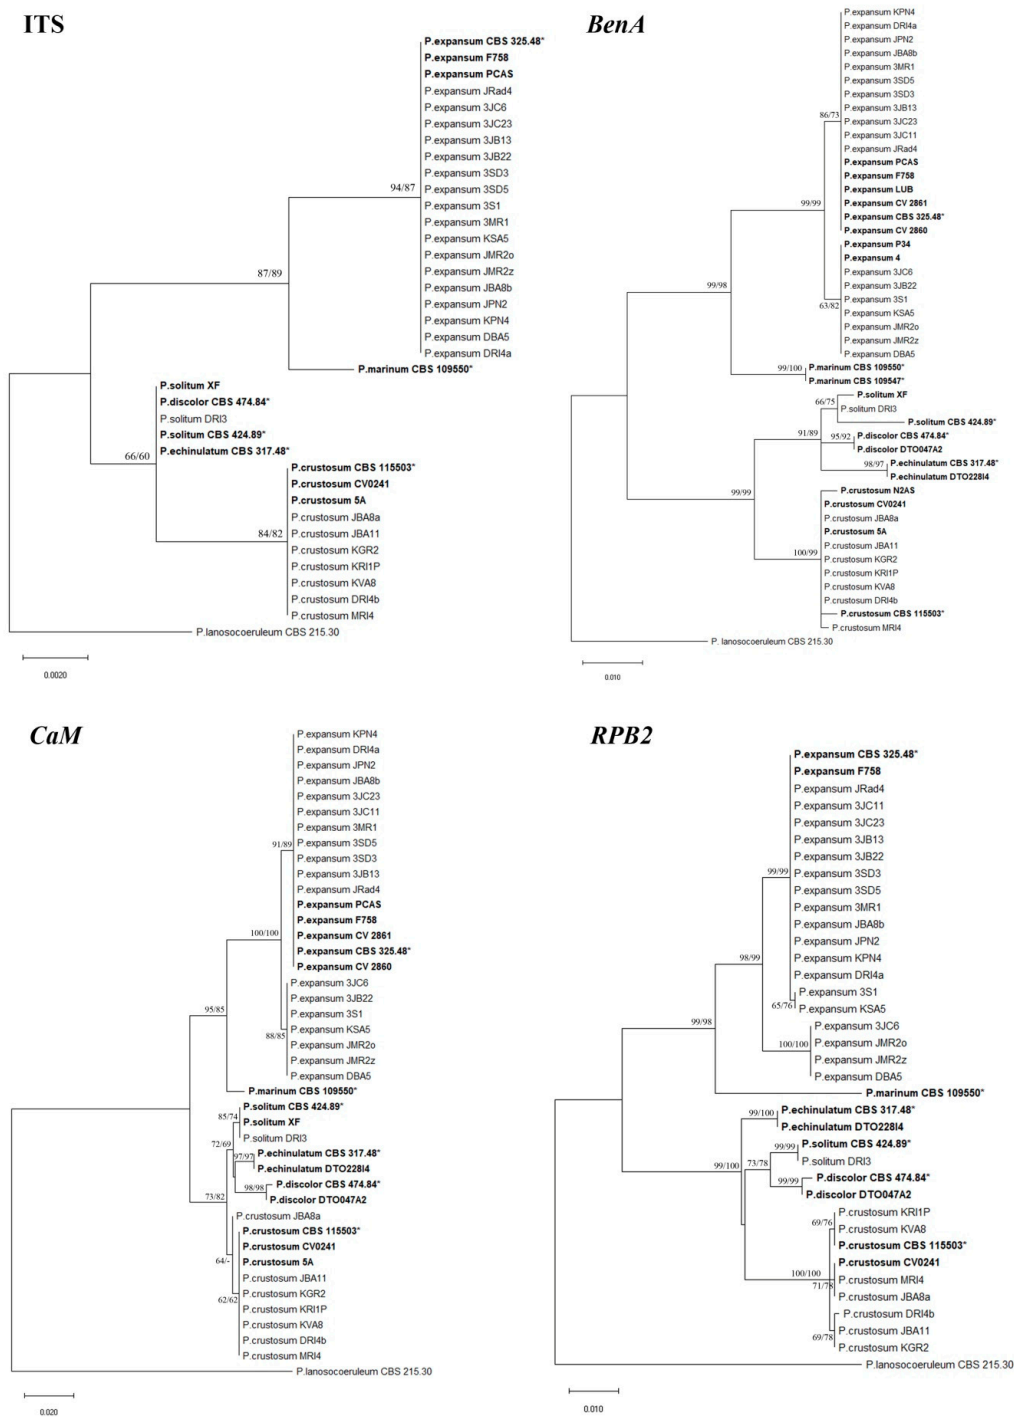 ITS
P.expansum CBS 325.48*
P.expansum F758
P.expansum PCAS
P.expansum JRad4
P.expansum 3JC6
P.expansum 3JC23
P.expansum 3JB13
P.expansum 3JB22
P.expansum 3SD3
P.expansum 3SD5
94/87
P.expansum 3S1
P.expansum 3MR1
P.expansum KSA5
P.expansum JMR2o
87/89
P.expansum JMR2z
P.expansum JBA8b
P.expansum JPN2
P.expansum KPN4
P.expansum DBA5
P.expansum DRI4a
P.marinum CBS 109550*
P.solitum XF
P.discolor CBS 474.84*
P.solitum DRI3
P.solitum CBS 424.89*
P.echinulatum CBS 317.48*
66/60
P.crustosum CBS 115503*
P.crustosum CV0241
P.crustosum 5A
P.crustosum JBA8a
84/82
P.crustosum JBA11
P.crustosum KGR2
P.crustosum KRI1P
P.crustosum KVA8
P.crustosum DRI4b
P.crustosum MRI4
P.lanosocoeruleum CBS 215.30
0.0020
BenA
P.expansum KPN4
P.expansum DRI4a
P.expansum JPN2
P.expansum JBA8b
P.expansum 3MR1
P.expansum 3SD5
P.expansum 3SD3
P.expansum 3JB13
86/73
P.expansum 3JC23
P.expansum 3JC11
P.expansum JRad4
P.expansum PCAS
P.expansum F758
P.expansum LUB
99/99
P.expansum CV 2861
P.expansum CBS 325.48*
P.expansum CV 2860
P.expansum P34
P.expansum 4
P.expansum 3JC6
P.expansum 3JB22
99/98
P.expansum 3S1
63/82
P.expansum KSA5
P.expansum JMR2o
P.expansum JMR2z
P.expansum DBA5
99/100
P.marinum CBS 109550*
P.marinum CBS 109547*
P.solitum XF
66/75
P.solitum DRI3
P.solitum CBS 424.89*
91/89
95/92
P.discolor CBS 474.84*
P.discolor DTO047A2
98/97
P.echinulatum CBS 317.48*
P.echinulatum DTO228I4
99/99
P.crustosum N2AS
P.crustosum CV0241
P.crustosum JBA8a
P.crustosum 5A
P.crustosum JBA11
100/99
P.crustosum KGR2
P.crustosum KRI1P
P.crustosum KVA8
P.crustosum DRI4b
P.crustosum CBS 115503*
P.crustosum MRI4
P. lanosocoeruleum CBS 215.30
0.010
CaM
P.expansum KPN4
P.expansum DRI4a
P.expansum JPN2
P.expansum JBA8b
P.expansum 3JC23
P.expansum 3JC11
P.expansum 3MR1
91/89
P.expansum 3SD5
P.expansum 3SD3
P.expansum 3JB13
P.expansum JRad4
P.expansum PCAS
P.expansum F758
100/100
P.expansum CV 2861
P.expansum CBS 325.48*
P.expansum CV 2860
P.expansum 3JC6
P.expansum 3JB22
95/85
P.expansum 3S1
P.expansum KSA5
88/85
P.expansum JMR2o
P.expansum JMR2z
P.expansum DBA5
P.marinum CBS 109550*
P.solitum CBS 424.89*
85/74
P.solitum XF
P.solitum DRI3
72/69
P.echinulatum CBS 317.48*
97/97
P.echinulatum DTO228I4
P.discolor CBS 474.84*
98/98
P.discolor DTO047A2
73/82
P.crustosum JBA8a
P.crustosum CBS 115503*
P.crustosum CV0241
64/-
P.crustosum 5A
P.crustosum JBA11
P.crustosum KGR2
62/62
P.crustosum KRI1P
P.crustosum KVA8
P.crustosum DRI4b
P.crustosum MRI4
P.lanosocoeruleum CBS 215.30
0.020
RPB2
P.expansum CBS 325.48*
P.expansum F758
P.expansum JRad4
P.expansum 3JC11
P.expansum 3JC23
P.expansum 3JB13
P.expansum 3JB22
99/99
P.expansum 3SD3
P.expansum 3SD5
P.expansum 3MR1
P.expansum JBA8b
P.expansum JPN2
98/99
P.expansum KPN4
P.expansum DRI4a
P.expansum 3S1
65/76
P.expansum KSA5
99/98
P.expansum 3JC6
100/100
P.expansum JMR2o
P.expansum JMR2z
P.expansum DBA5
P.marinum CBS 109550*
99/100
P.echinulatum CBS 317.48*
P.echinulatum DTO228I4
99/99
P.solitum CBS 424.89*
P.solitum DRI3
73/78
99/100
99/99
P.discolor CBS 474.84*
P.discolor DTO047A2
P.crustosum KRI1P
69/76
P.crustosum KVA8
P.crustosum CBS 115503*
P.crustosum CV0241
100/100
P.crustosum MRI4
71/78
P.crustosum JBA8a
P.crustosum DRI4b
P.crustosum JBA11
69/78
P.crustosum KGR2
P.lanosocoeruleum CBS 215.30
0.010